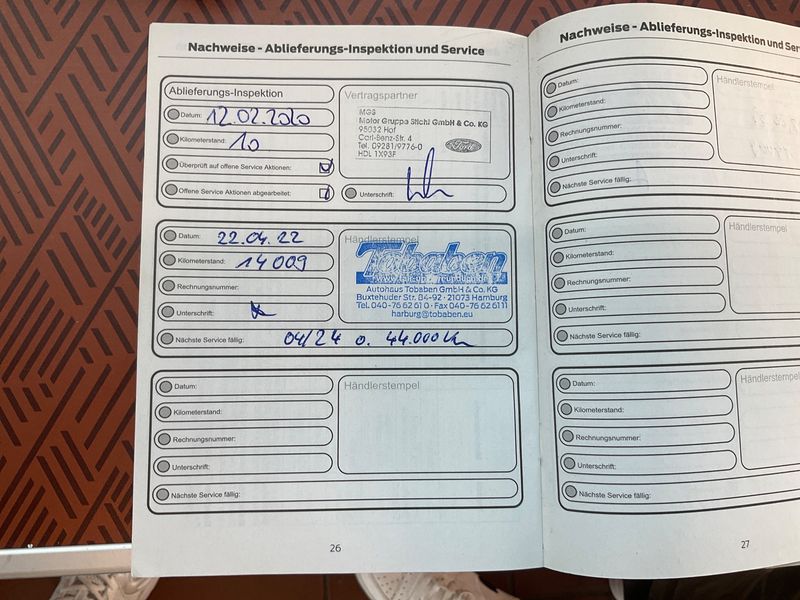 Nachweise - Ablieferungs-Inspektion und Service
Ablieferungs-Inspektion
Datum: 12.02.2020
Kilometerstand: 10
Überprüft auf offene Service Aktionen:
Offene Service Aktionen abgearbeitet:
Vertragspartner
MGS
Motor Gruppe Sticht GmbH & Co. KG
95032 Hof
Carl-Benz-Str. 4
Tel. 09281/9776-0
HDL 1X93F
Ford
Unterschrift:
Datum: 22.04.22
Kilometerstand: 14009
Rechnungsnummer:
Unterschrift:
Nächste Service fällig: 04/24 o. 44.000 Km
Händlerstempel
Tobaben
Autohaus Tobaben GmbH & Co. KG
Buxtehuder Str. 84-92 · 21073 Hamburg
Tel. 040-76 62 61 0 · Fax 040-76 62 61 11
harburg@tobaben.eu
Datum:
Kilometerstand:
Rechnungsnummer:
Unterschrift:
Nächste Service fällig:
Händlerstempel
26
Nachweise - Ablieferungs-Inspektion und Ser
Datum:
Kilometerstand:
Rechnungsnummer:
Unterschrift:
Nächste Service fällig:
Händlerstempel
Datum:
Kilometerstand:
Rechnungsnummer:
Unterschrift:
Nächste Service fällig:
Händlerstempel
Datum:
Kilometerstand:
Rechnungsnummer:
Unterschrift:
Nächste Service fällig:
Händlerstempel
27